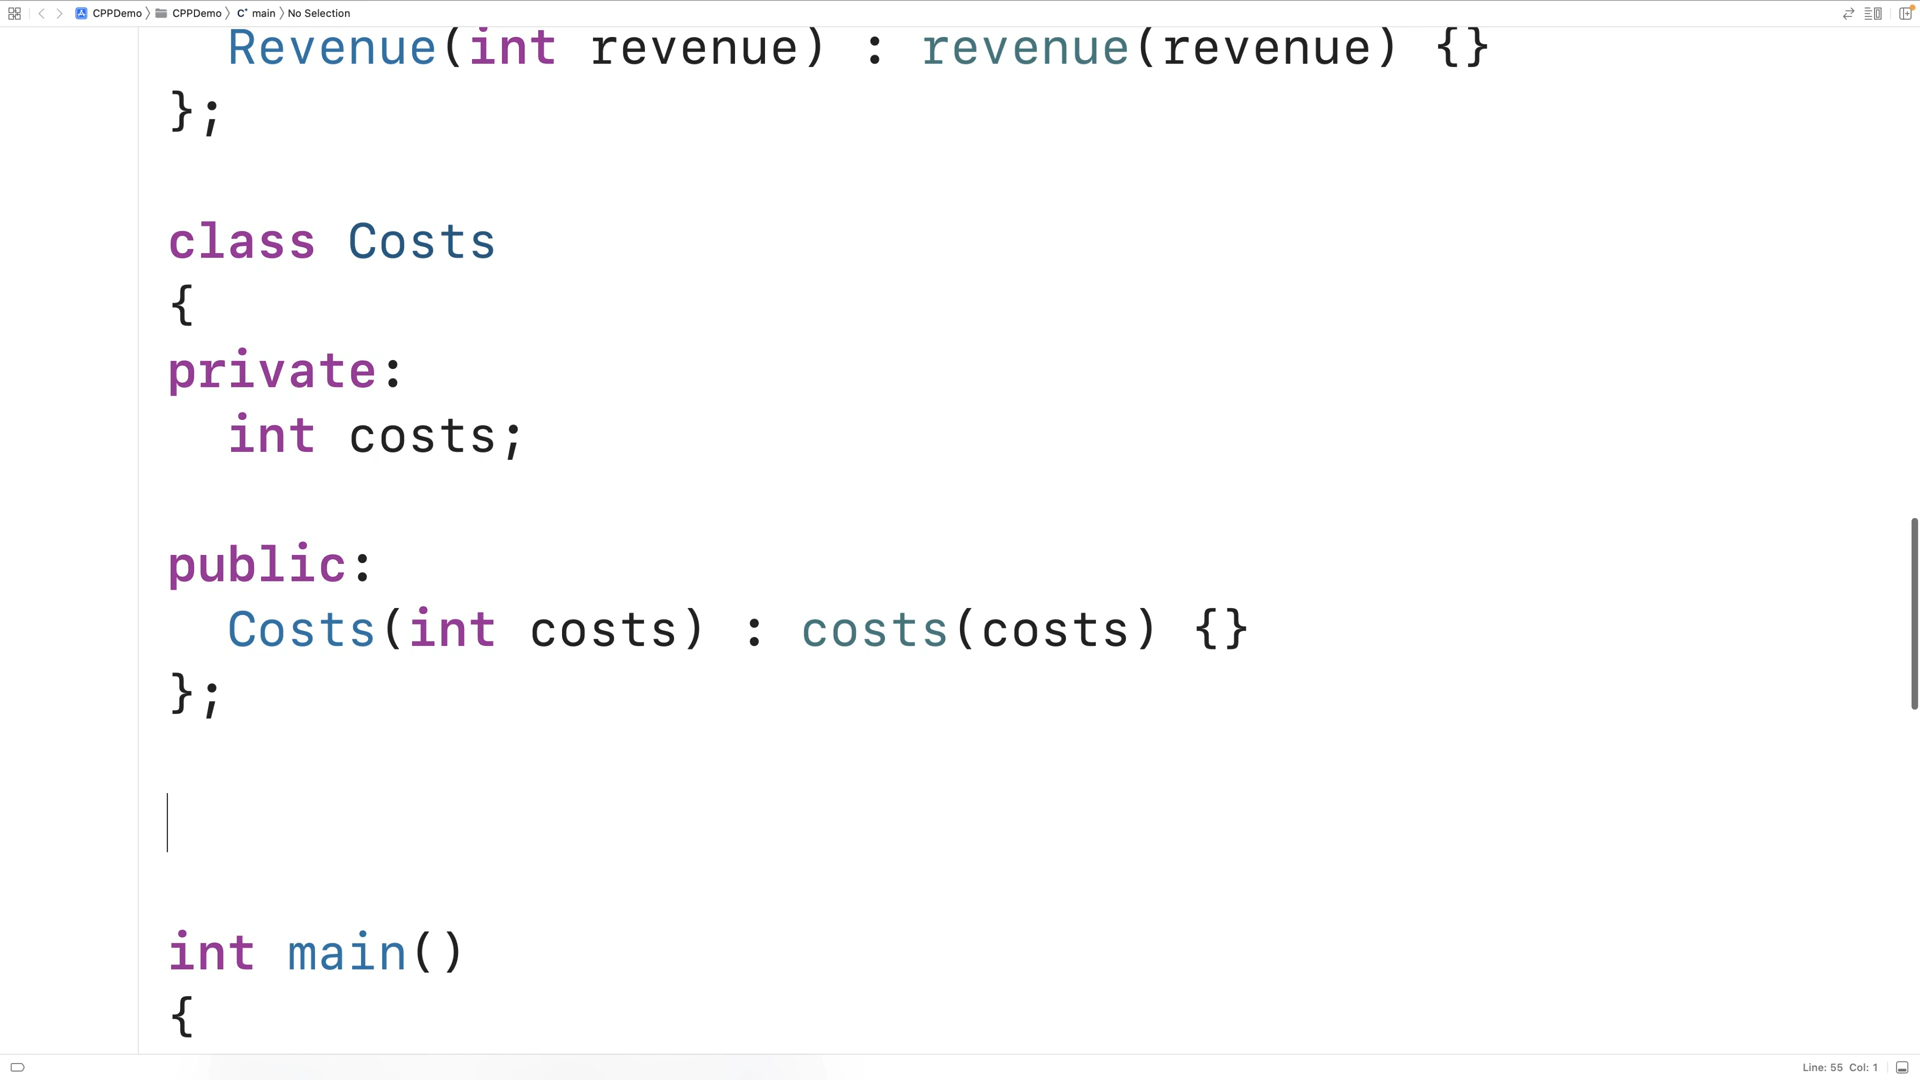 CPPDemo 〉 CPPDemo 〉 C⁺ main 〉 No Selection
Revenue(int revenue) : revenue(revenue) {}
};
class Costs
{
private:
int costs;
public:
Costs(int costs) : costs(costs) {}
};
int main()
{
Line: 55 Col: 1